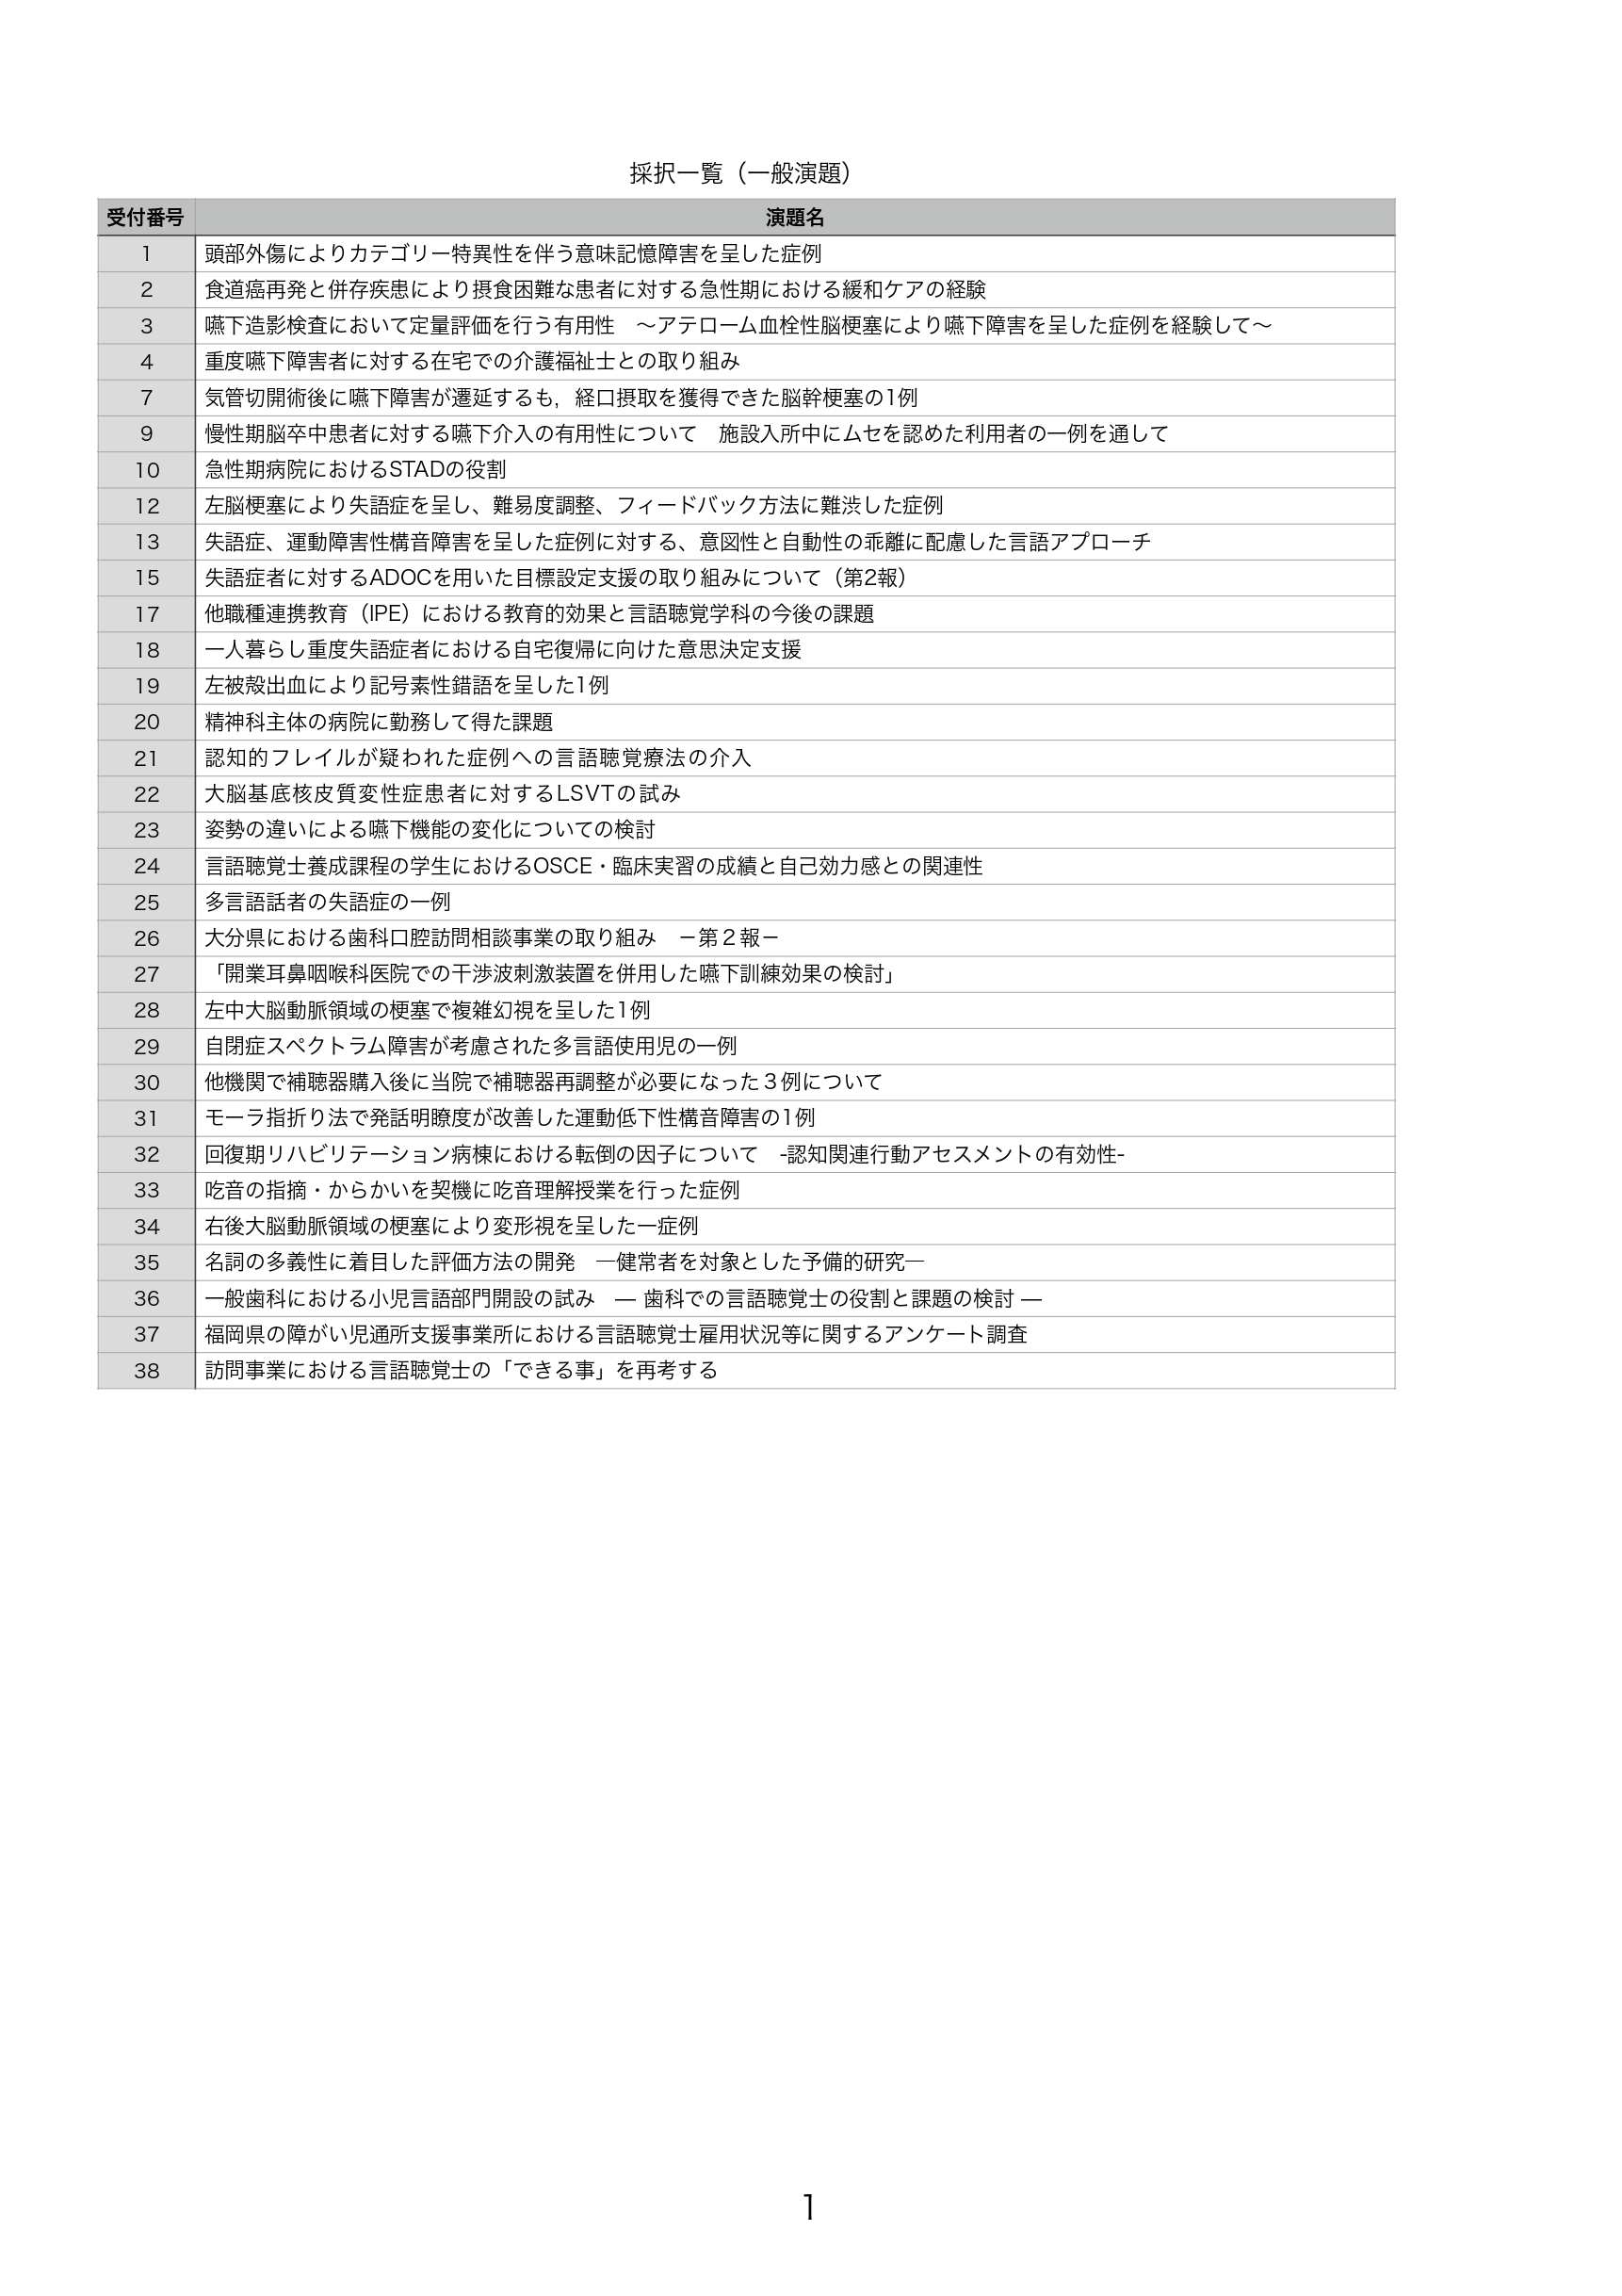 採択一覧（一般演題）
受付番号 演題名
1 頭部外傷によりカテゴリー特異性を伴う意味記憶障害を呈した症例
2 食道癌再発と併存疾患により摂食困難な患者に対する急性期における緩和ケアの経験
3 嚥下造影検査において定量評価を行う有用性　〜アテローム血栓性脳梗塞により嚥下障害を呈した症例を経験して〜
4 重度嚥下障害者に対する在宅での介護福祉士との取り組み
7 気管切開術後に嚥下障害が遷延するも，経口摂取を獲得できた脳幹梗塞の1例
9 慢性期脳卒中患者に対する嚥下介入の有用性について　施設入所中にムセを認めた利用者の一例を通して
10 急性期病院におけるSTADの役割
12 左脳梗塞により失語症を呈し、難易度調整、フィードバック方法に難渋した症例
13 失語症、運動障害性構音障害を呈した症例に対する、意図性と自動性の乖離に配慮した言語アプローチ
15 失語症者に対するADOCを用いた目標設定支援の取り組みについて（第2報）
17 他職種連携教育（IPE）における教育的効果と言語聴覚学科の今後の課題
18 一人暮らし重度失語症者における自宅復帰に向けた意思決定支援
19 左被殻出血により記号素性錯語を呈した1例
20 精神科主体の病院に勤務して得た課題
21 認知的フレイルが疑われた症例への言語聴覚療法の介入
22 大脳基底核皮質変性症患者に対するLSVTの試み
23 姿勢の違いによる嚥下機能の変化についての検討
24 言語聴覚士養成課程の学生におけるOSCE・臨床実習の成績と自己効力感との関連性
25 多言語話者の失語症の一例
26 大分県における歯科口腔訪問相談事業の取り組み　－第２報－
27 「開業耳鼻咽喉科医院での干渉波刺激装置を併用した嚥下訓練効果の検討」
28 左中大脳動脈領域の梗塞で複雑幻視を呈した1例
29 自閉症スペクトラム障害が考慮された多言語使用児の一例
30 他機関で補聴器購入後に当院で補聴器再調整が必要になった３例について
31 モーラ指折り法で発話明瞭度が改善した運動低下性構音障害の1例
32 回復期リハビリテーション病棟における転倒の因子について　-認知関連行動アセスメントの有効性-
33 吃音の指摘・からかいを契機に吃音理解授業を行った症例
34 右後大脳動脈領域の梗塞により変形視を呈した一症例
35 名詞の多義性に着目した評価方法の開発　―健常者を対象とした予備的研究―
36 一般歯科における小児言語部門開設の試み　― 歯科での言語聴覚士の役割と課題の検討 ―
37 福岡県の障がい児通所支援事業所における言語聴覚士雇用状況等に関するアンケート調査
38 訪問事業における言語聴覚士の「できる事」を再考する
1